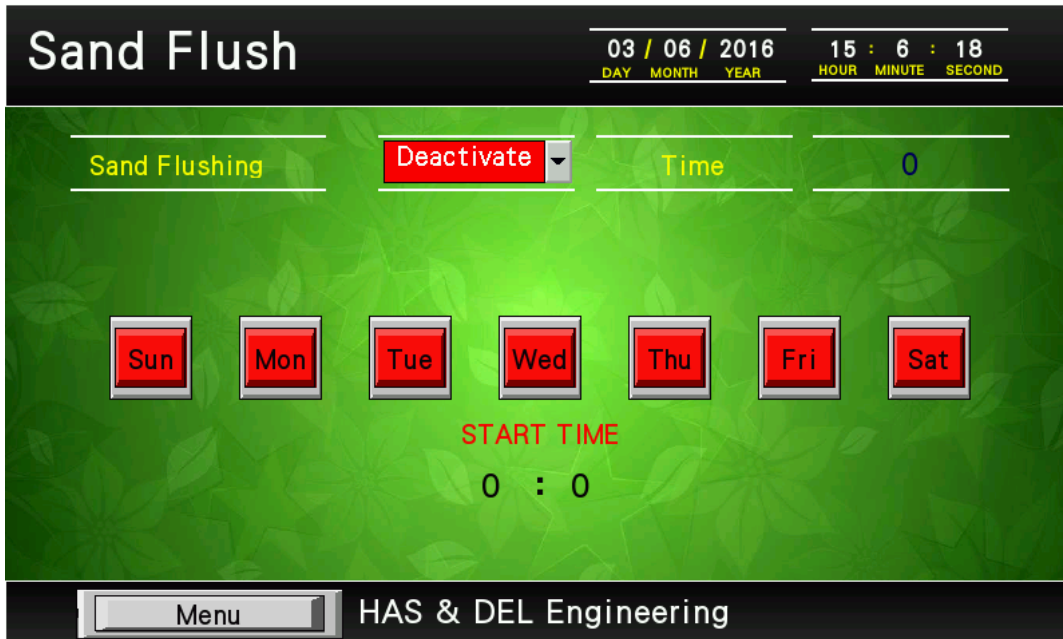 Sand Flush
03 / 06 / 2016
DAY MONTH YEAR
15 : 6 : 18
HOUR MINUTE SECOND
Sand Flushing Deactivate Time 0
Sun Mon Tue Wed Thu Fri Sat
START TIME
0 : 0
Menu HAS & DEL Engineering